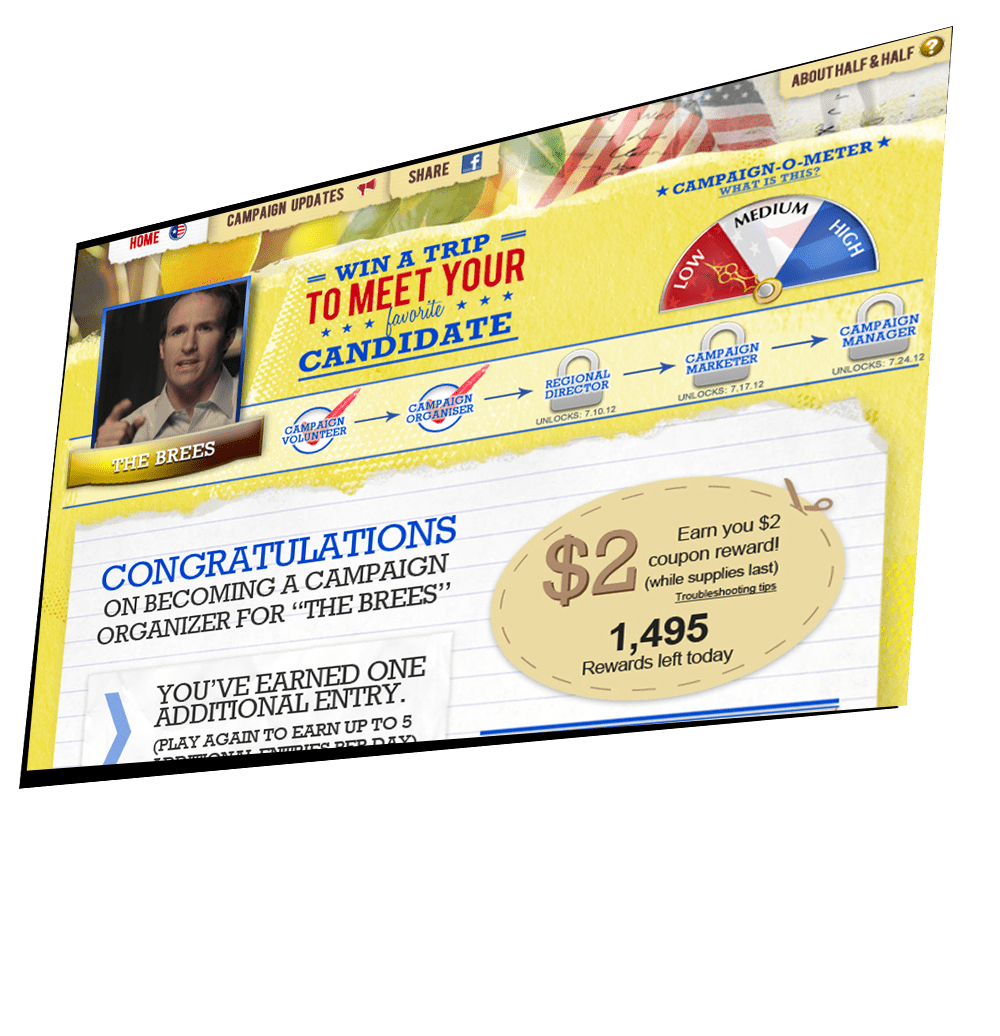 ABOUT HALF & HALF ?
HOME
CAMPAIGN UPDATES
SHARE f
WIN A TRIP
TO MEET YOUR
favorite
CANDIDATE
CAMPAIGN-O-METER
WHAT IS THIS?
LOW
MEDIUM
HIGH
THE BREES
CAMPAIGN
VOLUNTEER
CAMPAIGN
ORGANISER
REGIONAL
DIRECTOR
UNLOCKS: 7.10.12
CAMPAIGN
MARKETER
UNLOCKS: 7.17.12
CAMPAIGN
MANAGER
UNLOCKS: 7.24.12
CONGRATULATIONS
ON BECOMING A CAMPAIGN
ORGANIZER FOR “THE BREES”
YOU’VE EARNED ONE
ADDITIONAL ENTRY.
(PLAY AGAIN TO EARN UP TO 5
ADDITIONAL ENTRIES PER DAY)
$2
Earn you $2
coupon reward!
(while supplies last)
Troubleshooting tips
1,495
Rewards left today